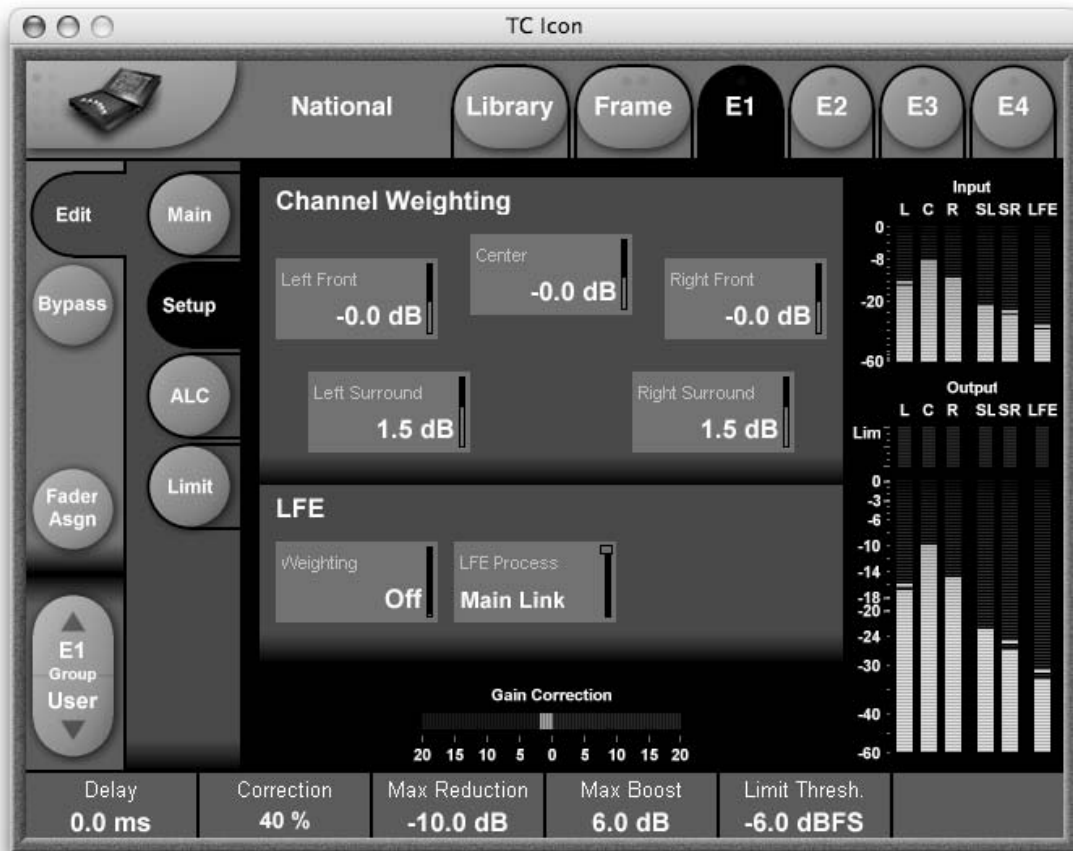 TC Icon
National Library Frame E1 E2 E3 E4
Edit
Bypass
Fader
Asgn
E1
Group
User
Main
Setup
ALC
Limit
Channel Weighting
Left Front
-0.0 dB
Center
-0.0 dB
Right Front
-0.0 dB
Left Surround
1.5 dB
Right Surround
1.5 dB
LFE
Weighting
Off
LFE Process
Main Link
Gain Correction
20 15 10 5 0 5 10 15 20
Input
L C R SL SR LFE
0
-8
-20
-60
Output
L C R SL SR LFE
Lim
0
-3
-6
-10
-14
-18
-20
-24
-30
-40
-60
Delay
0.0 ms
Correction
40 %
Max Reduction
-10.0 dB
Max Boost
6.0 dB
Limit Thresh.
-6.0 dBFS